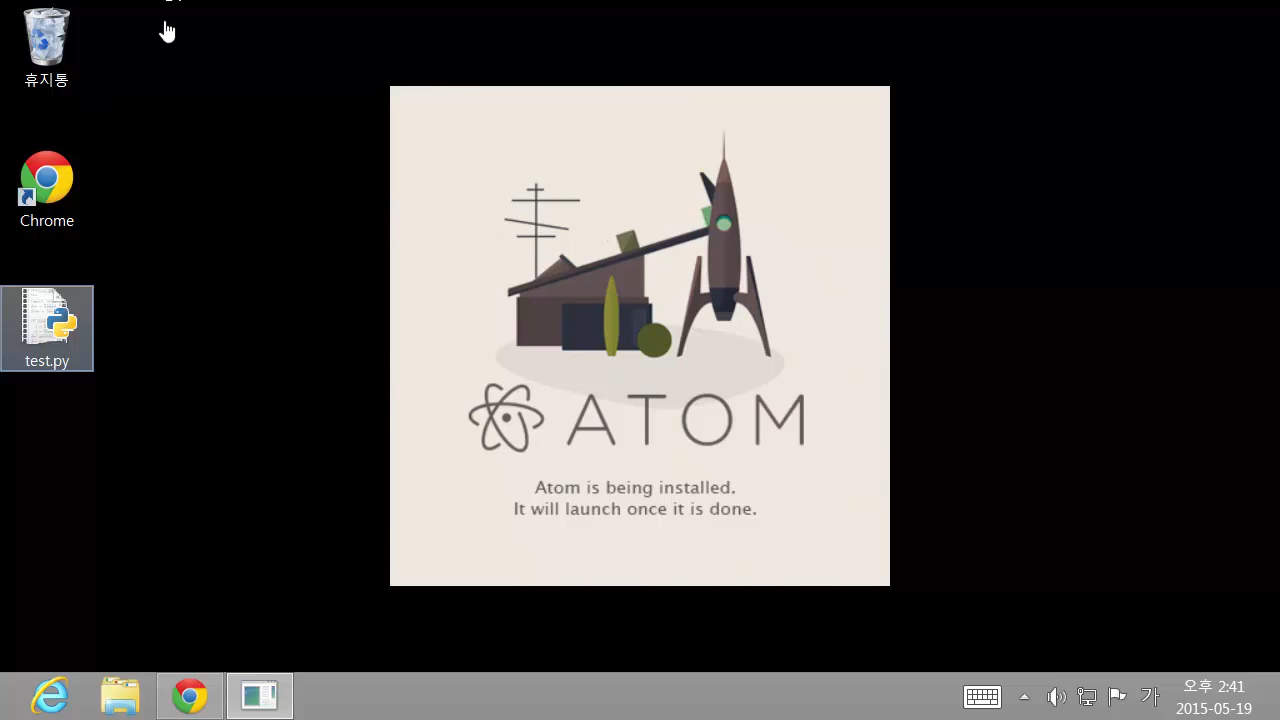 휴지통
Chrome
test.py
ATOM
Atom is being installed.
It will launch once it is done.
가
오후 2:41
2015-05-19